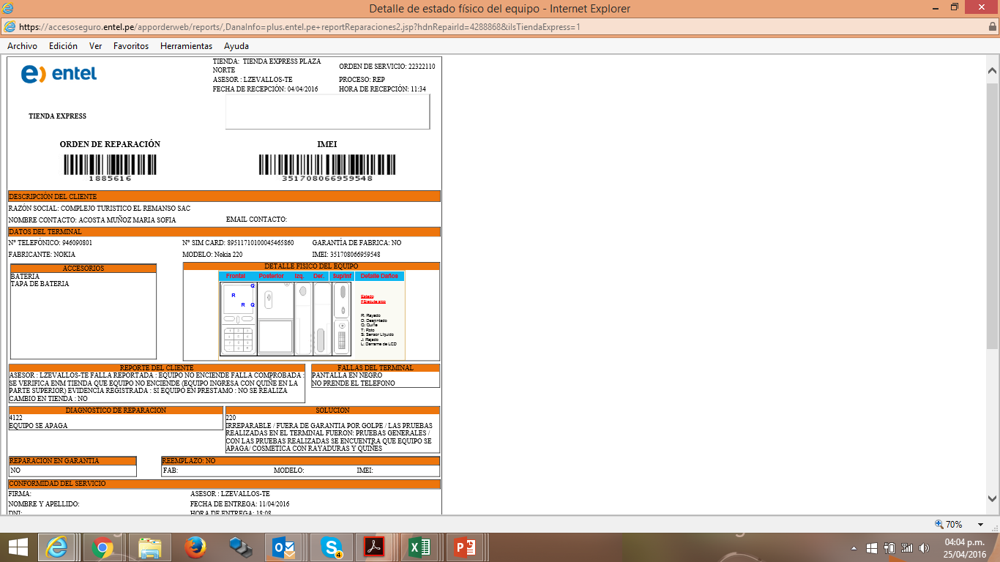 Detalle de estado físico del equipo - Internet Explorer
https://accesoseguro.entel.pe/apporderweb/reports/,DanaInfo=plus.entel.pe+reportReparaciones2.jsp?hdnRepairId=4288868&iIsTiendaExpress=1
Archivo Edición Ver Favoritos Herramientas Ayuda
e) entel
TIENDA: TIENDA EXPRESS PLAZA NORTE
ORDEN DE SERVICIO: 22322110
ASESOR : LZEVALLOS-TE
PROCESO: REP
FECHA DE RECEPCIÓN: 04/04/2016
HORA DE RECEPCIÓN: 11:34
TIENDA EXPRESS
ORDEN DE REPARACIÓN
IMEI
1885616
351708066959548
DESCRIPCIÓN DEL CLIENTE
RAZÓN SOCIAL: COMPLEJO TURISTICO EL REMANSO SAC
NOMBRE CONTACTO: ACOSTA MUÑOZ MARIA SOFIA
EMAIL CONTACTO:
DATOS DEL TERMINAL
Nº TELEFÓNICO: 946090801
Nº SIM CARD: 89511710100045465860
GARANTÍA DE FABRICA: NO
FABRICANTE: NOKIA
MODELO: Nokia 220
IMEI: 351708066959548
ACCESORIOS
BATERIA
TAPA DE BATERIA
DETALLE FISICO DEL EQUIPO
Frontal Posterior Izq. Der. Sup/Inf Detalle Daños
Q
R
R Q
Estado
R: Rayado
D: Despintado
Q: Quiñe
T: Roto
S: Sensor Líquido
J: Rajado
L: Derrame de LCD
REPORTE DEL CLIENTE
ASESOR : LZEVALLOS-TE FALLA REPORTADA : EQUIPO NO ENCIENDE FALLA COMPROBADA :
SE VERIFICA ENM TIENDA QUE EQUIPO NO ENCIENDE (EQUIPO INGRESA CON QUIÑE EN LA
PARTE SUPERIOR) EVIDENCIA REGISTRADA : SI EQUIPO EN PRESTAMO : NO SE REALIZA
CAMBIO EN TIENDA : NO
FALLAS DEL TERMINAL
PANTALLA EN NEGRO
NO PRENDE EL TELEFONO
DIAGNOSTICO DE REPARACION
4122
EQUIPO SE APAGA
SOLUCION
220
IRREPARABLE / FUERA DE GARANTIA POR GOLPE / LAS PRUEBAS
REALIZADAS EN EL TERMINAL FUERON: PRUEBAS GENERALES /
CON LAS PRUEBAS REALIZADAS SE ENCUENTRA QUE EQUIPO SE
APAGA/ COSMETICA CON RAYADURAS Y QUIÑES
REPARACION EN GARANTIA
NO
REEMPLAZO: NO
FAB: MODELO: IMEI:
CONFORMIDAD DEL SERVICIO
FIRMA:
ASESOR : LZEVALLOS-TE
NOMBRE Y APELLIDO:
FECHA DE ENTREGA: 11/04/2016
DNI:
HORA DE ENTREGA: 18:08
70%
04:04 p.m.
25/04/2016